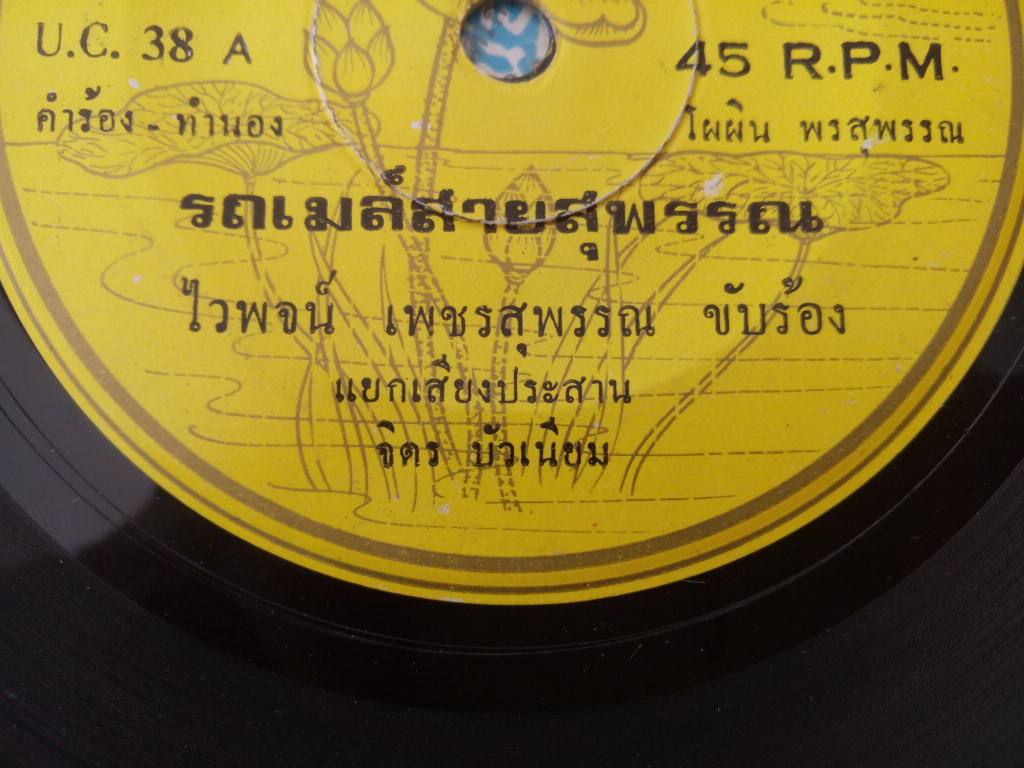 U.C. 38 A 45 R.P.M.
คำร้อง - ทำนอง โผผิน พรสุพรรณ
รถเมล์สายสุพรรณ
ไวพจน์ เพชรสุพรรณ ขับร้อง
แยกเสียงประสาน
จิตร บัวเนียม